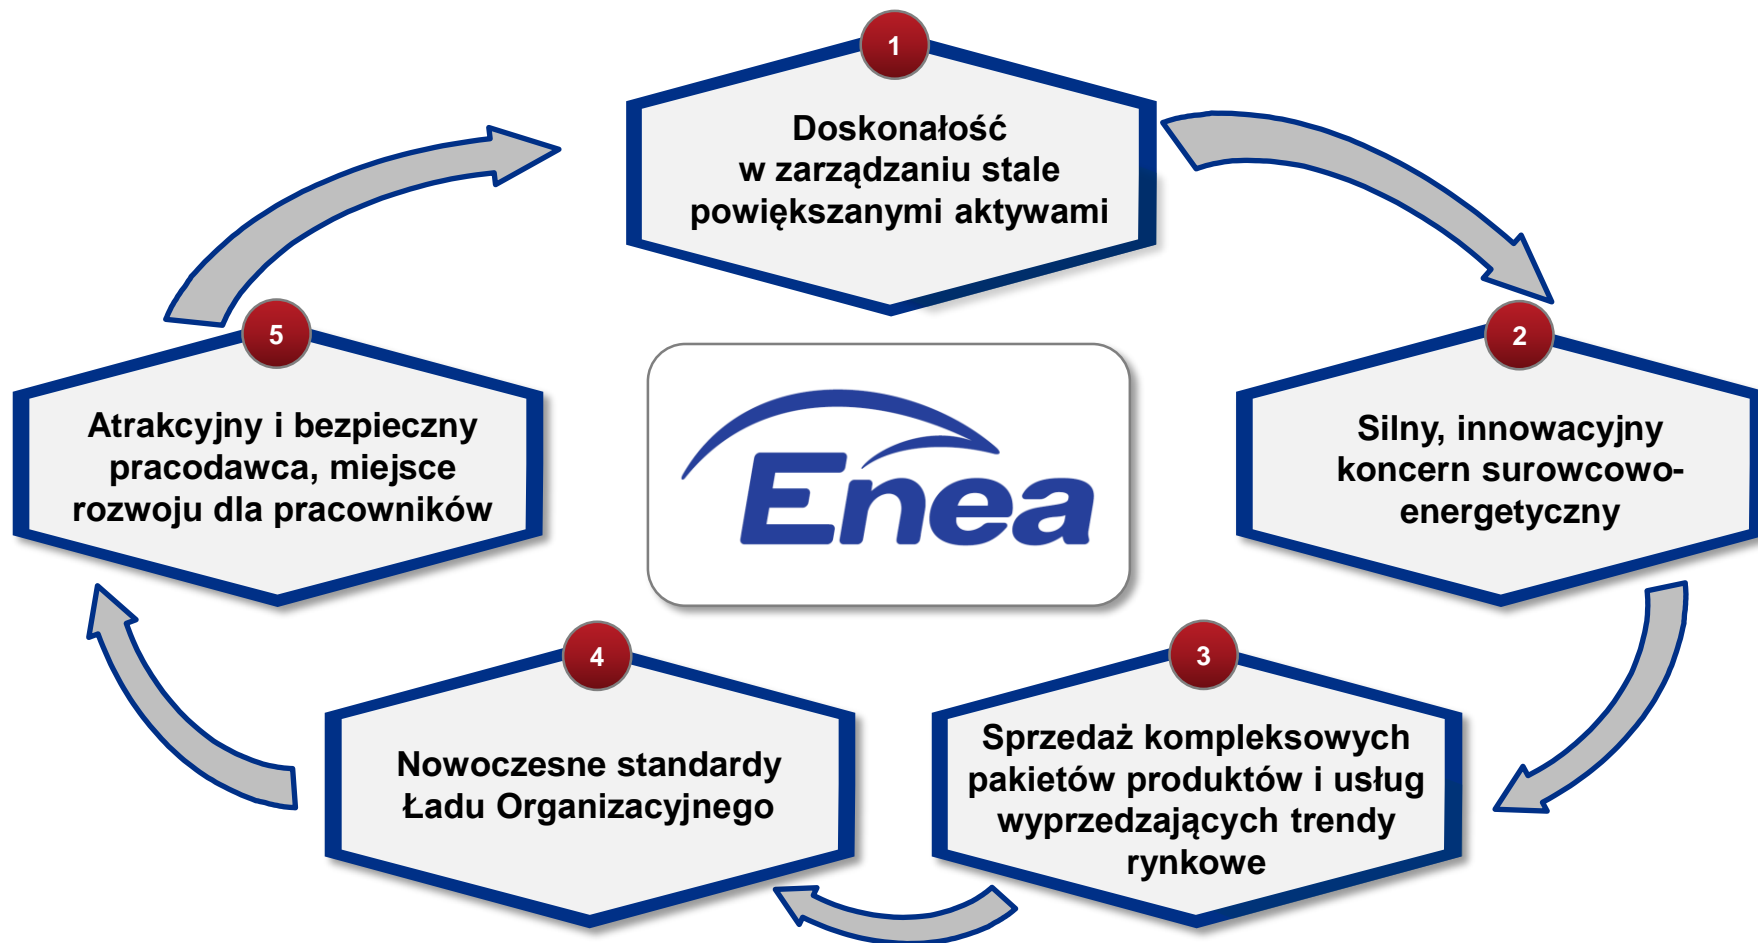 1
Doskonałość
w zarządzaniu stale
powiększanymi aktywami
2
Silny, innowacyjny
koncern surowcowo-
energetyczny
3
Sprzedaż kompleksowych
pakietów produktów i usług
wyprzedzających trendy
rynkowe
4
Nowoczesne standardy
Ładu Organizacyjnego
5
Atrakcyjny i bezpieczny
pracodawca, miejsce
rozwoju dla pracowników
Enea